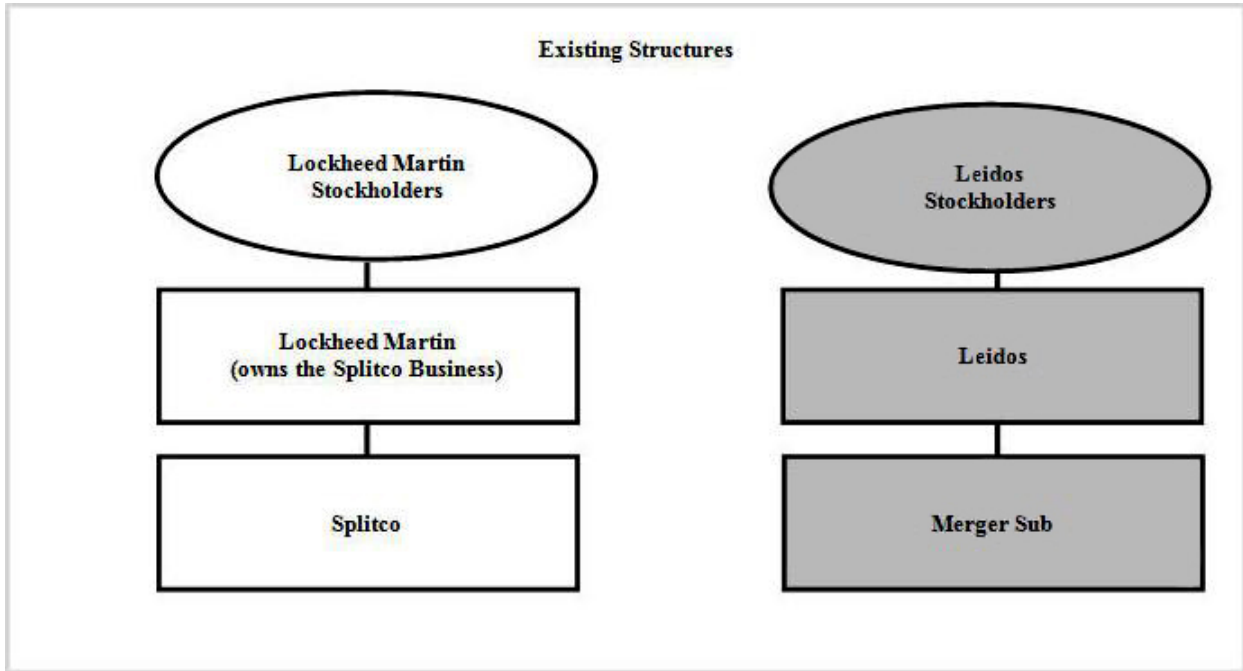 Existing Structures
Lockheed Martin
Stockholders
Leidos
Stockholders
Lockheed Martin
(owns the Splitco Business)
Leidos
Splitco
Merger Sub